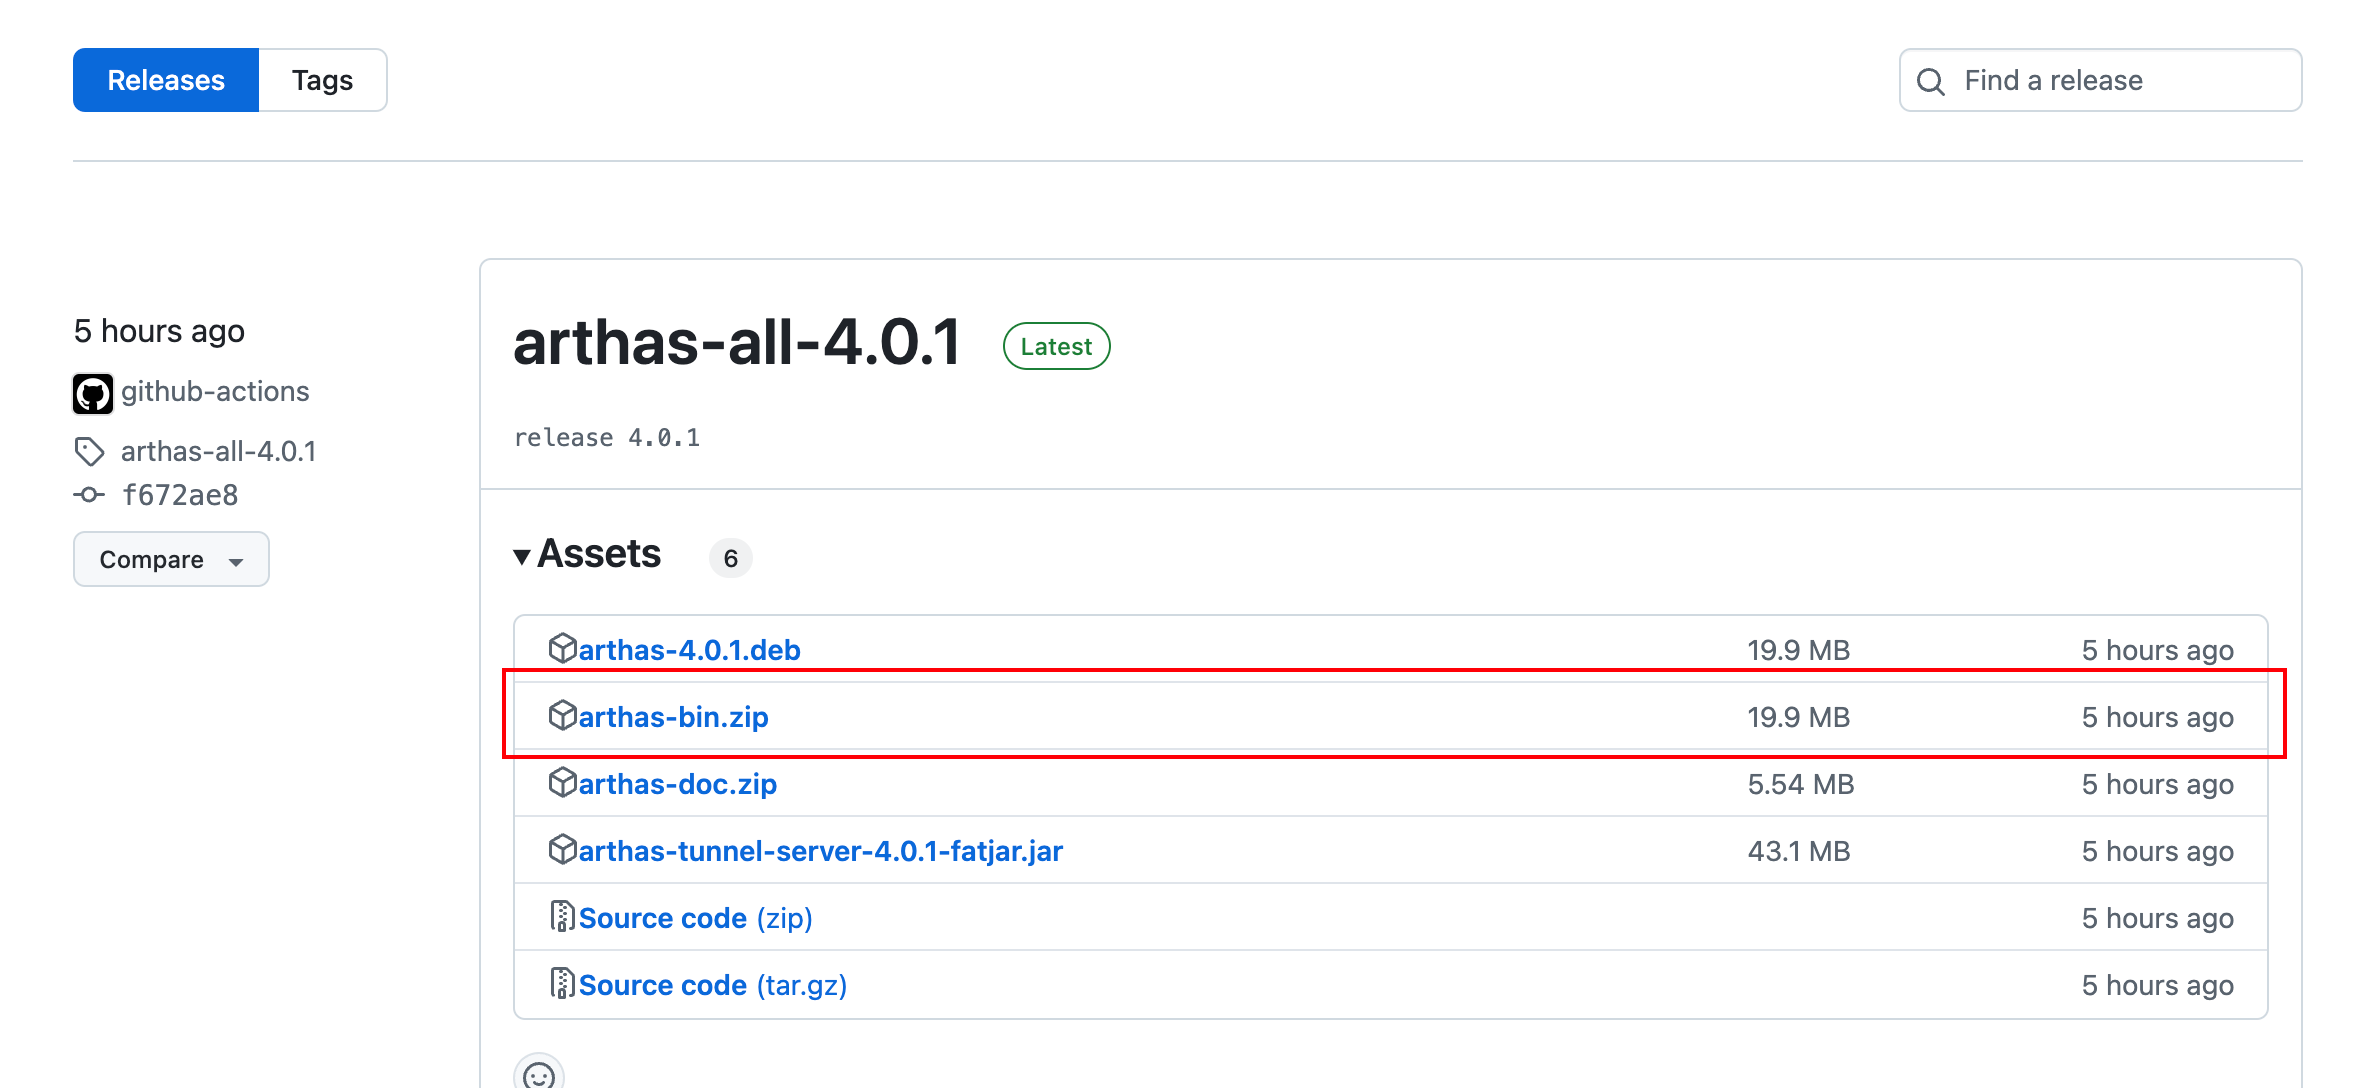 Releases Tags Find a release
5 hours ago
github-actions
arthas-all-4.0.1
f672ae8
Compare
arthas-all-4.0.1 Latest
release 4.0.1
Assets 6
arthas-4.0.1.deb 19.9 MB 5 hours ago
arthas-bin.zip 19.9 MB 5 hours ago
arthas-doc.zip 5.54 MB 5 hours ago
arthas-tunnel-server-4.0.1-fatjar.jar 43.1 MB 5 hours ago
Source code (zip) 5 hours ago
Source code (tar.gz) 5 hours ago